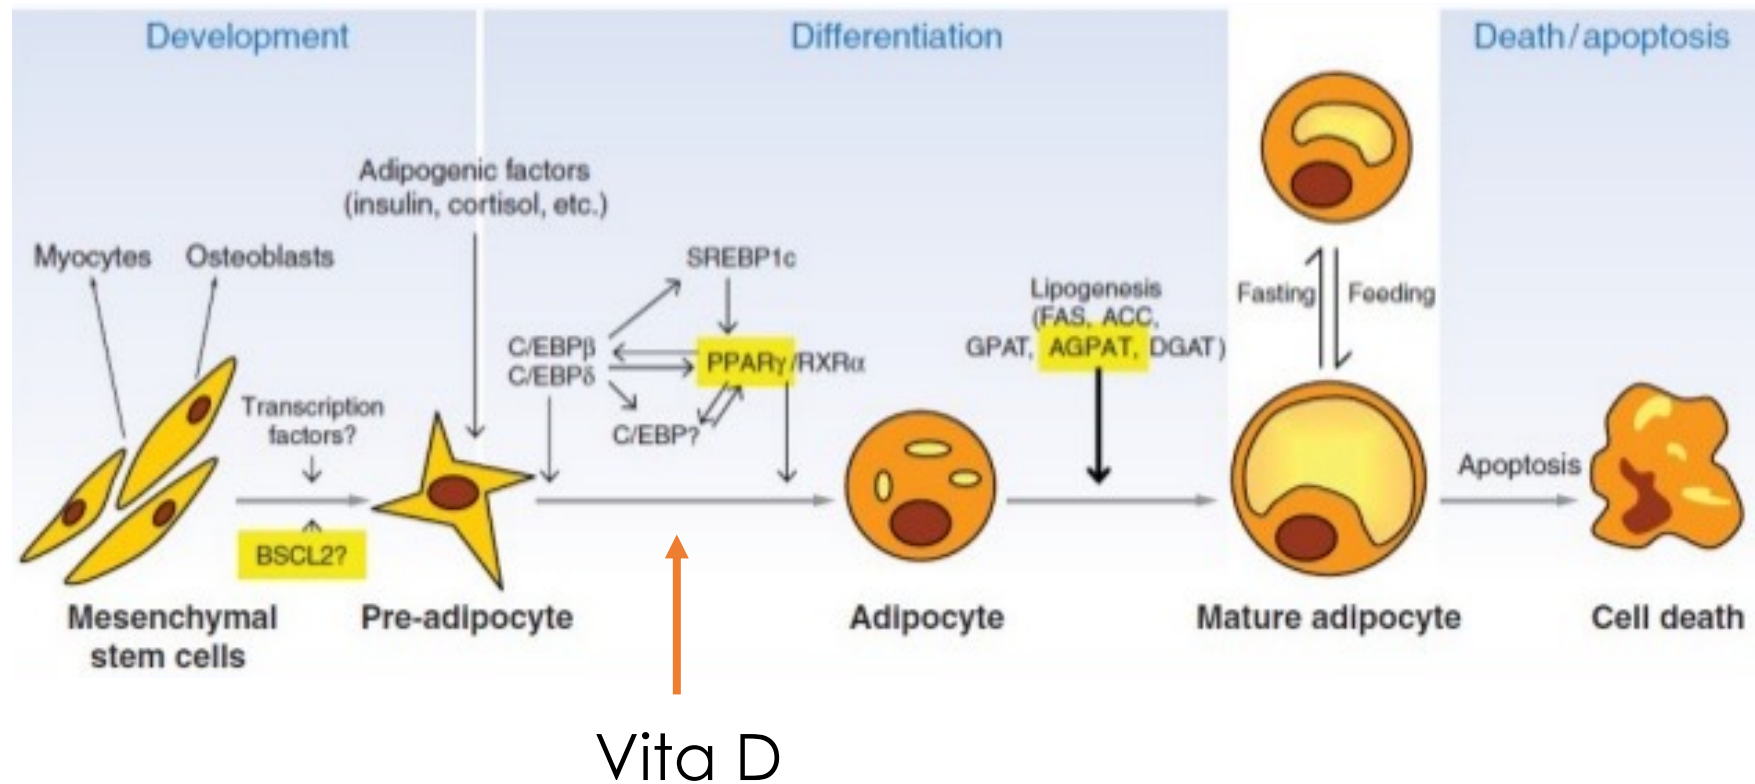 Development
Differentiation
Death/apoptosis
Adipogenic factors
(insulin, cortisol, etc.)
Myocytes
Osteoblasts
SREBP1c
Lipogenesis
(FAS, ACC,
GPAT, AGPAT, DGAT)
Fasting
Feeding
C/EBPβ
C/EBPδ
PPARγ/RXRα
C/EBP?
Transcription
factors?
BSCL2?
Apoptosis
Mesenchymal
stem cells
Pre-adipocyte
Adipocyte
Mature adipocyte
Cell death
Vita D